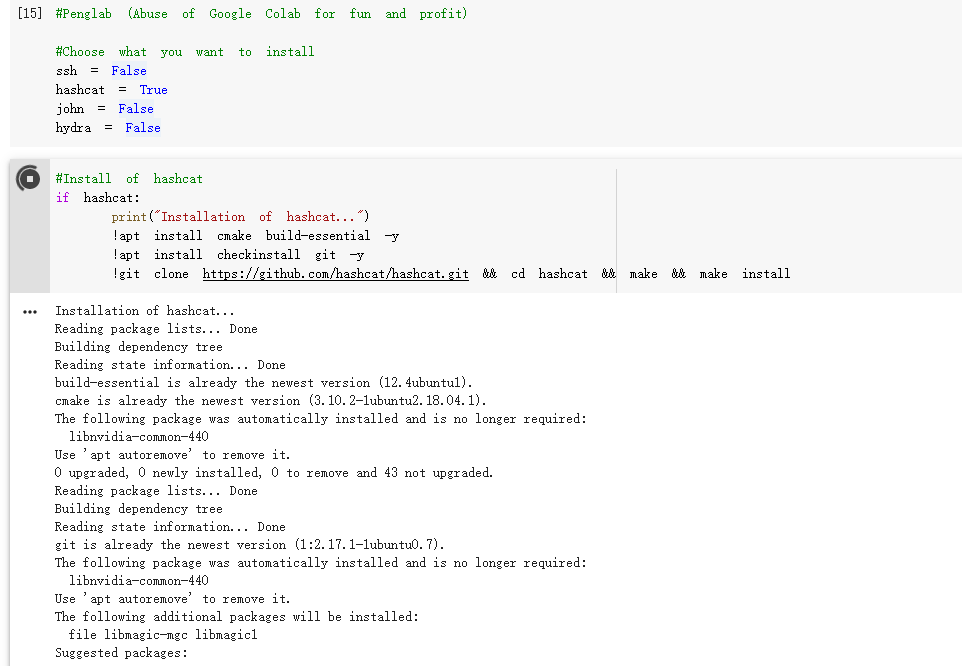 [15] #Penglab (Abuse of Google Colab for fun and profit)
#Choose what you want to install
ssh = False
hashcat = True
john = False
hydra = False
#Install of hashcat
if hashcat:
print("Installation of hashcat...")
!apt install cmake build-essential -y
!apt install checkinstall git -y
!git clone https://github.com/hashcat/hashcat.git && cd hashcat && make && make install
Installation of hashcat...
Reading package lists... Done
Building dependency tree
Reading state information... Done
build-essential is already the newest version (12.4ubuntu1).
cmake is already the newest version (3.10.2-1ubuntu2.18.04.1).
The following package was automatically installed and is no longer required:
libnvidia-common-440
Use 'apt autoremove' to remove it.
0 upgraded, 0 newly installed, 0 to remove and 43 not upgraded.
Reading package lists... Done
Building dependency tree
Reading state information... Done
git is already the newest version (1:2.17.1-1ubuntu0.7).
The following package was automatically installed and is no longer required:
libnvidia-common-440
Use 'apt autoremove' to remove it.
The following additional packages will be installed:
file libmagic-mgc libmagic1
Suggested packages: